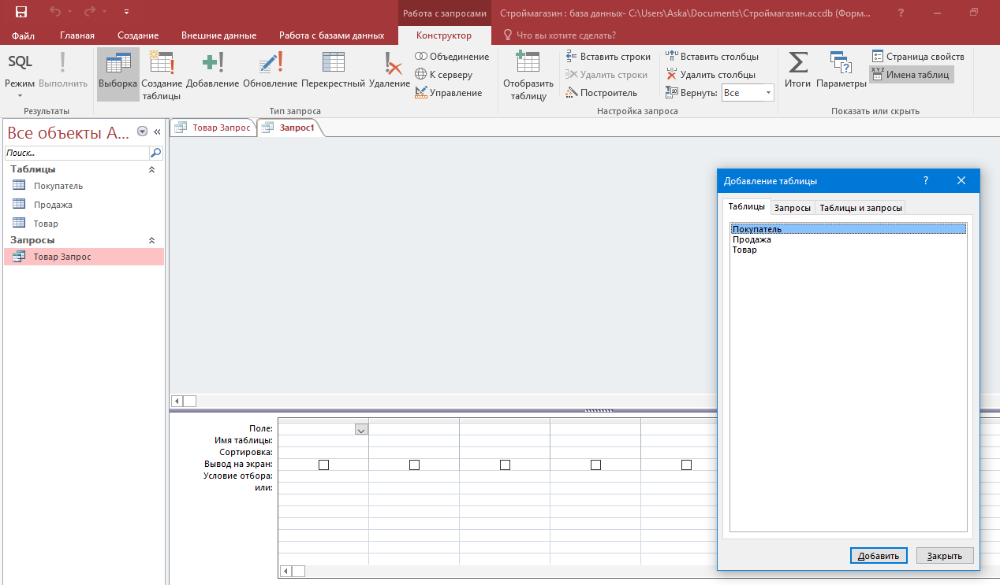 Работа с запросами
Строймагазин : база данных- C:\Users\Aska\Documents\Строймагазин.accdb (Форм...
?
Файл
Главная
Создание
Внешние данные
Работа с базами данных
Конструктор
Что вы хотите сделать?
SQL
Режим
Выполнить
Результаты
Выборка
Создание
таблицы
Добавление
Обновление
Перекрестный
Удаление
Объединение
К серверу
Управление
Тип запроса
Отобразить
таблицу
Вставить строки
Удалить строки
Построитель
Вставить столбцы
Удалить столбцы
Вернуть:
Все
Настройка запроса
Итоги
Параметры
Страница свойств
XYZ
Имена таблиц
Показать или скрыть
Все объекты A...
«
Поиск...
Таблицы
Покупатель
Продажа
Товар
Запросы
Товар Запрос
Товар Запрос
Запрос1
Поле:
Имя таблицы:
Сортировка:
Вывод на экран:
Условие отбора:
или:
Добавление таблицы
?
Таблицы
Запросы
Таблицы и запросы
Покупатель
Продажа
Товар
Добавить
Закрыть